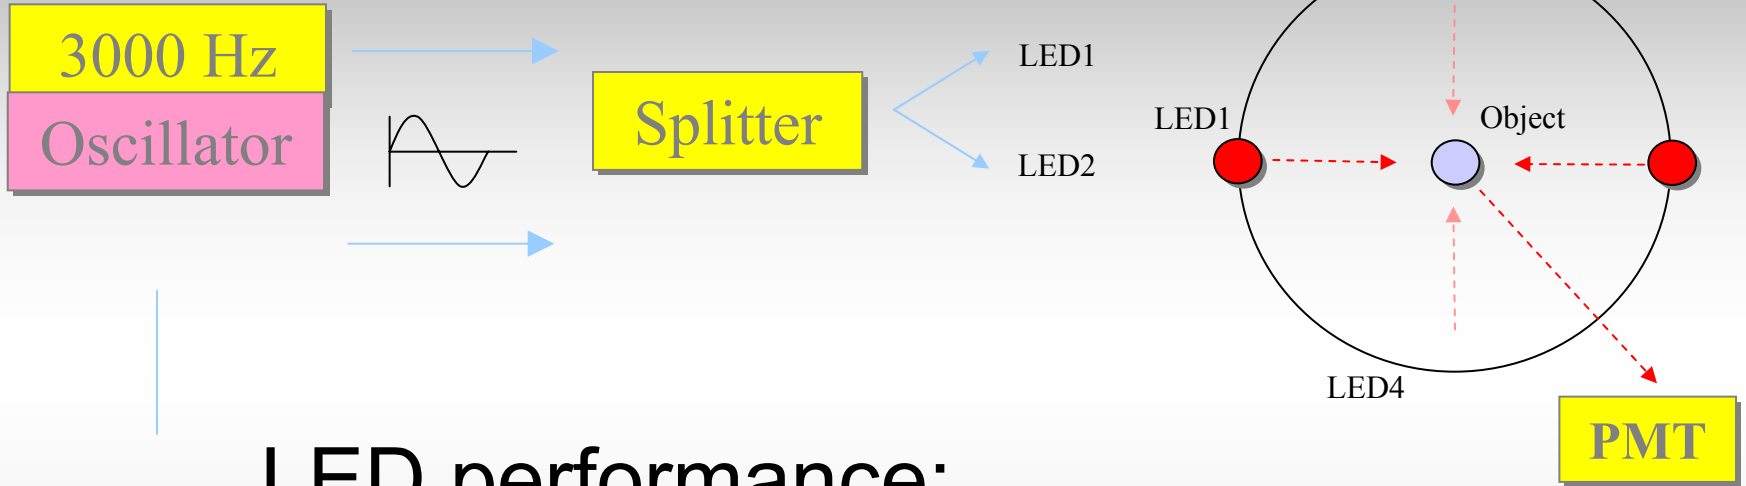 3000 Hz
Oscillator
Splitter
LED1
LED2
LED1
Object
LED4
PMT
LED performance: